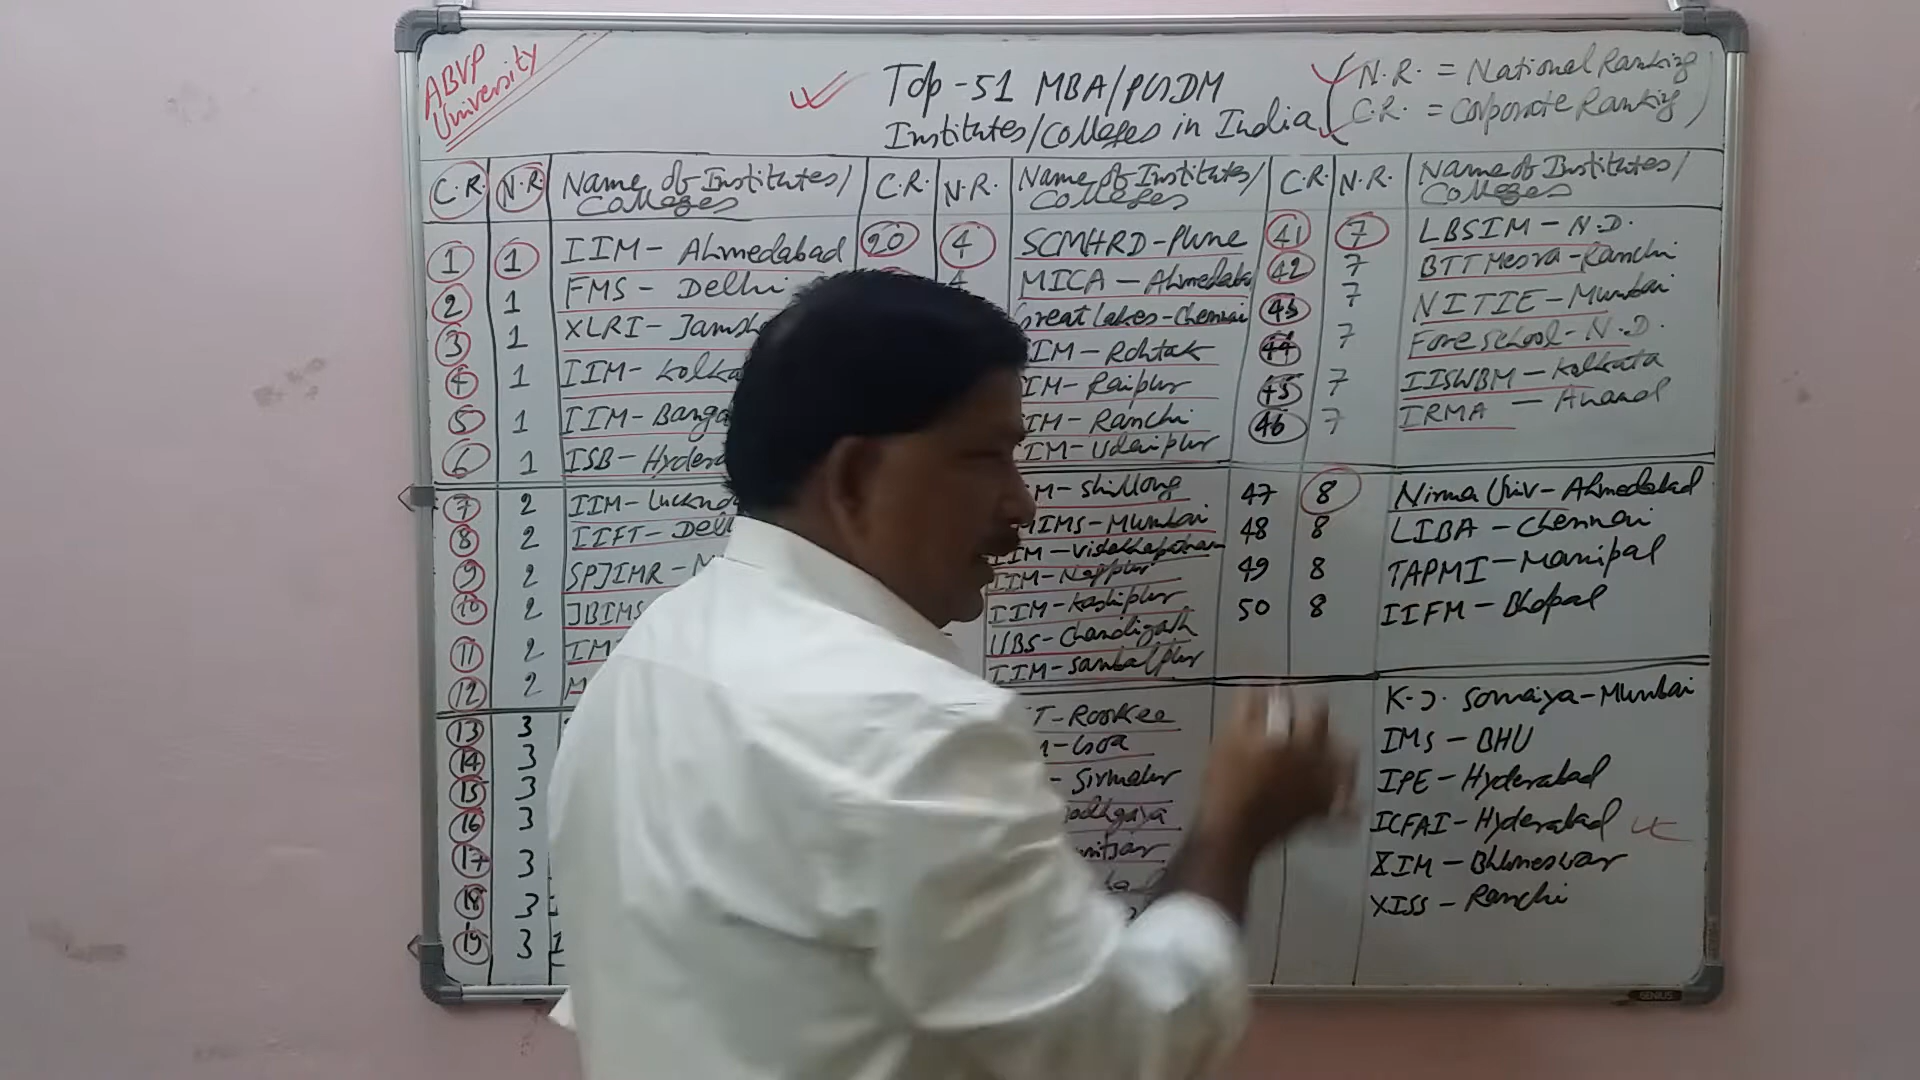 ABVP
University
Top-51 MBA/PGDM
Institutes/Colleges in India
N.R. = National Ranking
C.R. = Corporate Ranking
C.R. N.R. Name of Institutes/
Colleges
1 1 IIM - Ahmedabad
2 1 FMS - Delhi
3 1 XLRI - Jamsh
4 1 IIM - Kolka
5 1 IIM - Banga
6 1 ISB - Hydera
7 2 IIM - Luckno
8 2 IIFT - Del
9 2 SPJIMR -
10 2 JBIMS
11 2
12 2
13 3
14 3
15 3
16 3
17 3
18 3
19 3
C.R. N.R. Name of Institutes/
Colleges
20 4 SCMHRD - Pune
4 MICA - Ahmedabad
Great Lakes - Chennai
IM - Rohtak
IM - Raipur
IM - Ranchi
IM - Udaipur
M - Shillong
MIMS - Mumbai
IIM - Visakhapatnam
IIM - Nagpur
IIM - Kashipur
UBS - Chandigarh
IIM - Sambalpur
T - Roorkee
- Goa
- Sirmaur
odhgaya
mritsar
C.R. N.R. Name of Institutes/
Colleges
41 7 LBSIM - N.D.
42 7 BIT Mesra - Ranchi
43 7 NITIE - Mumbai
44 7 Fore School - N.D.
45 7 IISWBM - Kolkata
46 7 IRMA - Anand
47 8 Nirma Univ - Ahmedabad
48 8 LIBA - Chennai
49 8 TAPMI - Manipal
50 8 IIFM - Bhopal
K.J. Somaiya - Mumbai
IMS - BHU
IPE - Hyderabad
ICFAI - Hyderabad
XIM - Bhbneswar
XISS - Ranchi
GENIUS